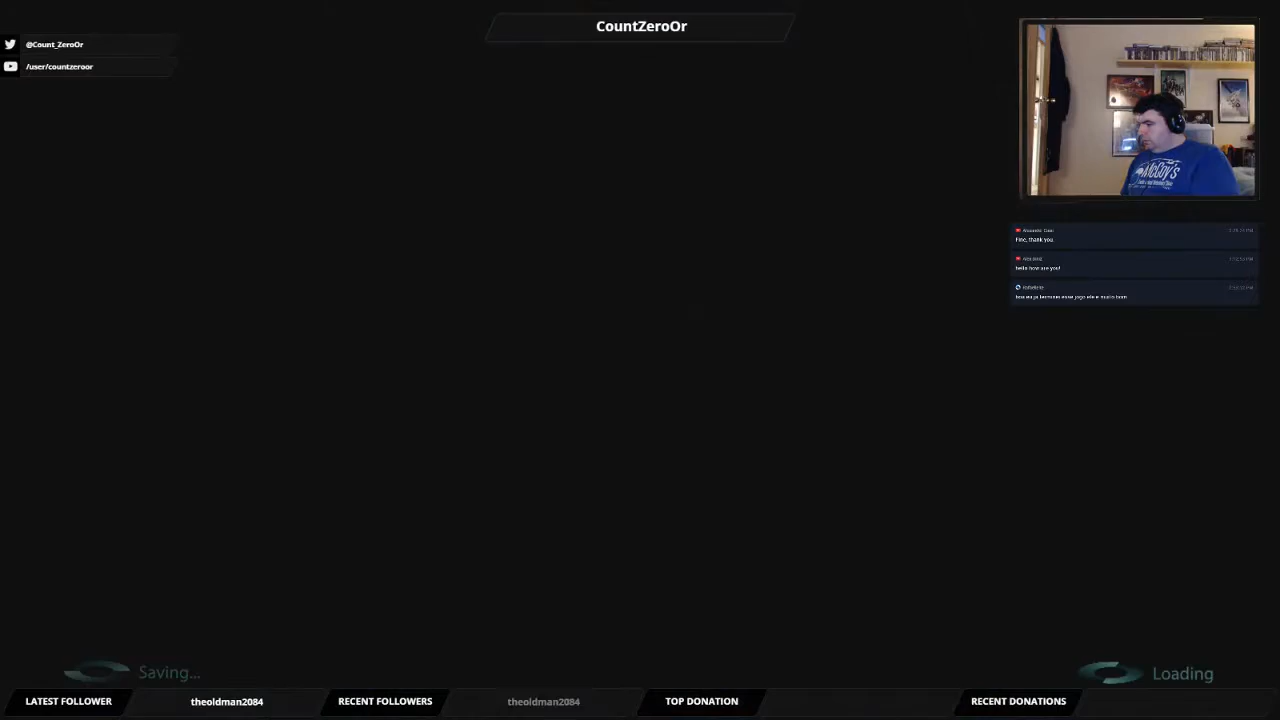 CountZeroOr
@Count_ZeroOr
/user/countzeroor
McCoy's
Fine, thank you.
hello how are you!
Saving...
Loading
LATEST FOLLOWER
theoldman2084
RECENT FOLLOWERS
theoldman2084
TOP DONATION
RECENT DONATIONS